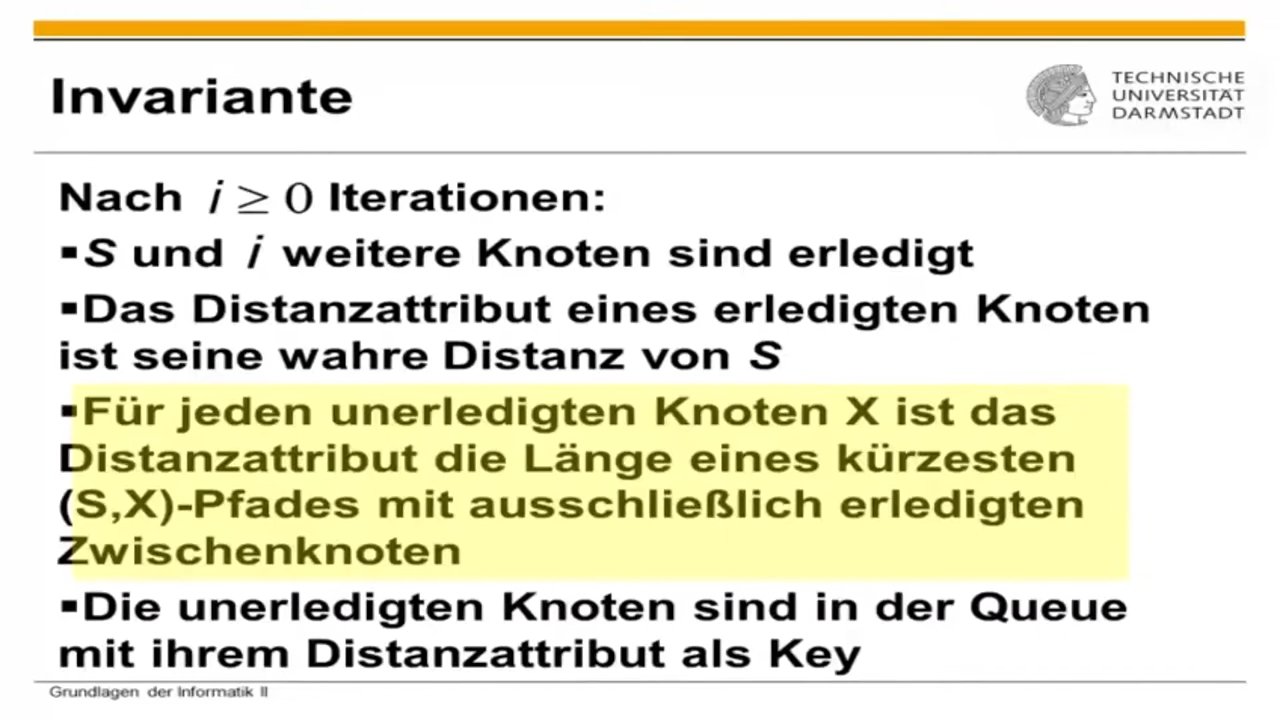 Invariante
TECHNISCHE
UNIVERSITÄT
DARMSTADT
Nach i ≥ 0 Iterationen:
▪S und i weitere Knoten sind erledigt
▪Das Distanzattribut eines erledigten Knoten
ist seine wahre Distanz von S
▪Für jeden unerledigten Knoten X ist das
Distanzattribut die Länge eines kürzesten
(S,X)-Pfades mit ausschließlich erledigten
Zwischenknoten
▪Die unerledigten Knoten sind in der Queue
mit ihrem Distanzattribut als Key
Grundlagen der Informatik II